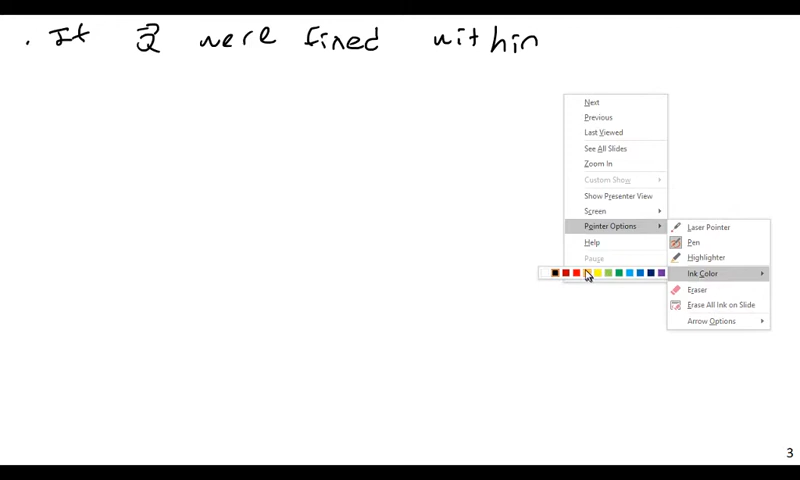 . If Q⃗ were fixed within
Next
Previous
Last Viewed
See All Slides
Zoom In
Custom Show
Show Presenter View
Screen
Pointer Options
Help
Pause
Laser Pointer
Pen
Highlighter
Ink Color
Eraser
Erase All Ink on Slide
Arrow Options
3